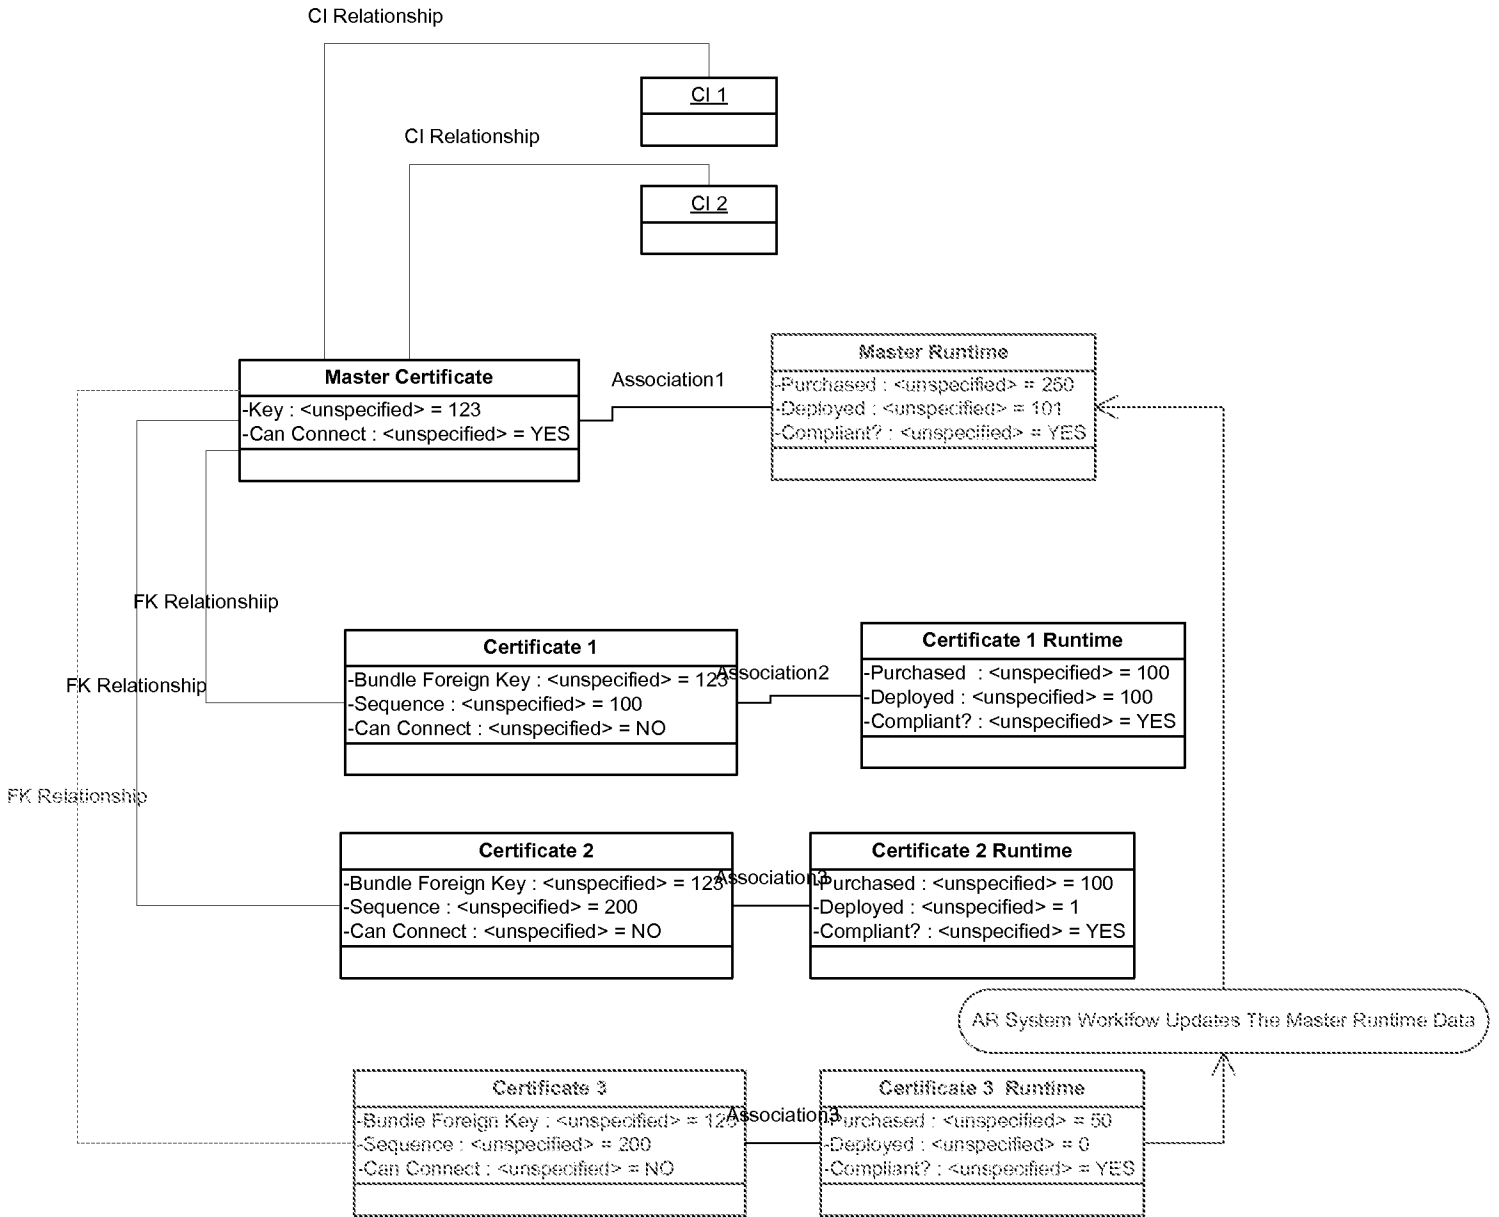 CI Relationship
CI 1
CI Relationship
CI 2
Master Certificate
-Key : <unspecified> = 123
-Can Connect : <unspecified> = YES
Association1
Master Runtime
-Purchased : <unspecified> = 250
-Deployed : <unspecified> = 101
-Compliant? : <unspecified> = YES
FK Relationshiip
FK Relationship
FK Relationship
Certificate 1
-Bundle Foreign Key : <unspecified> = 123
-Sequence : <unspecified> = 100
-Can Connect : <unspecified> = NO
Association2
Certificate 1 Runtime
-Purchased : <unspecified> = 100
-Deployed : <unspecified> = 100
-Compliant? : <unspecified> = YES
Certificate 2
-Bundle Foreign Key : <unspecified> = 123
-Sequence : <unspecified> = 200
-Can Connect : <unspecified> = NO
Association3
Certificate 2 Runtime
-Purchased : <unspecified> = 100
-Deployed : <unspecified> = 1
-Compliant? : <unspecified> = YES
AR SystemWorklfow Updates The Master Runtime Data
Certificate 3
-Bundle Foreign Key : <unspecified> = 123
-Sequence : <unspecified> = 200
-Can Connect : <unspecified> = NO
Association3
Certificate 3 Runtime
-Purchased : <unspecified> = 50
-Deployed : <unspecified> = 0
-Compliant? : <unspecified> = YES